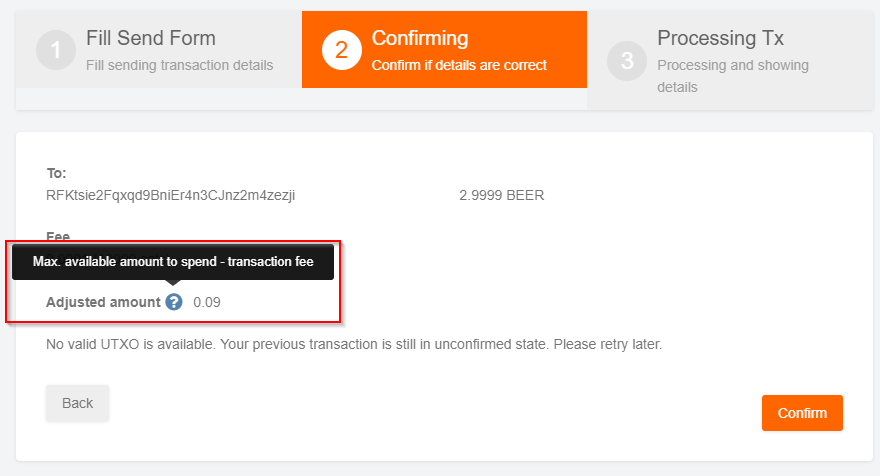 1
Fill Send Form
Fill sending transaction details
2
Confirming
Confirm if details are correct
3
Processing Tx
Processing and showing
details
To:
RFKtsie2Fqxqd9BniEr4n3CJnz2m4zezji 2.9999 BEER
Fee
Max. available amount to spend - transaction fee
Adjusted amount ? 0.09
No valid UTXO is available. Your previous transaction is still in unconfirmed state. Please retry later.
Back
Confirm